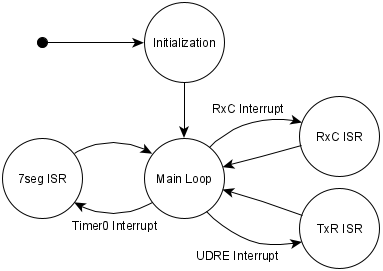 Initialization
RxC Interrupt
RxC ISR
7seg ISR
Main Loop
Timer0 Interrupt
TxR ISR
UDRE Interrupt